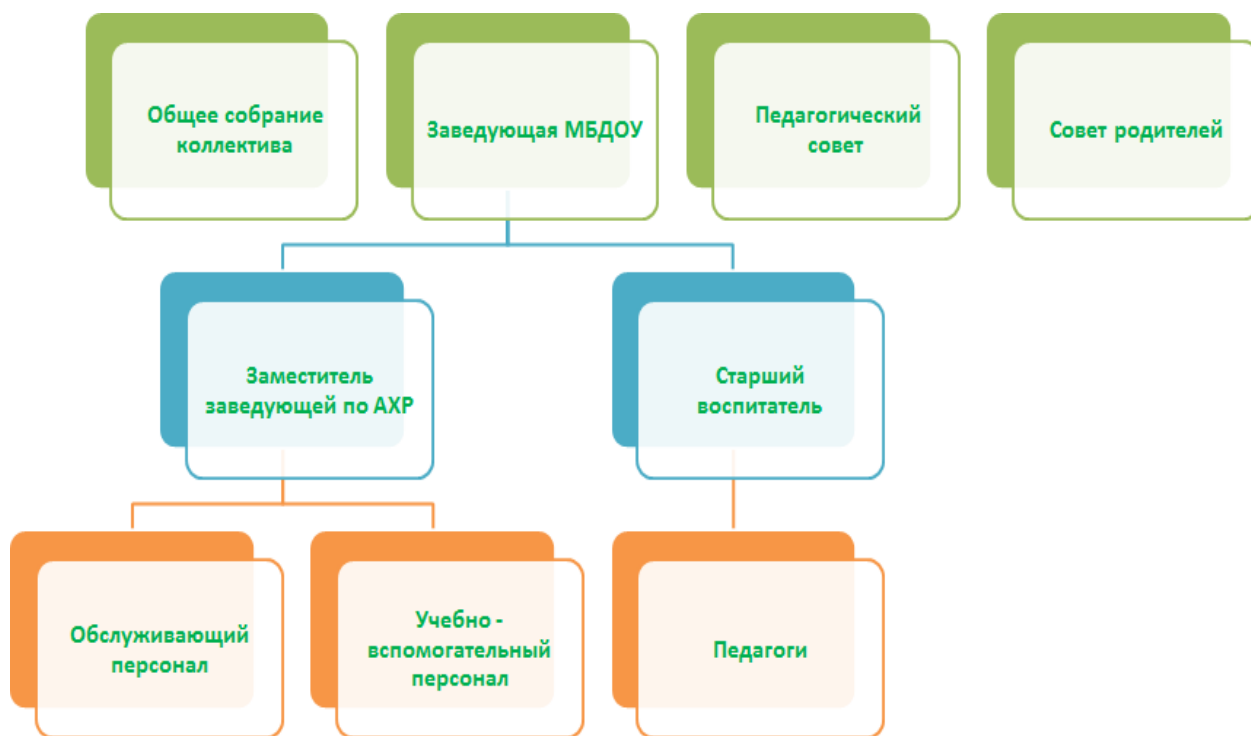 Общее собрание
коллектива
Заведующая МБДОУ
Педагогический
совет
Совет родителей
Заместитель
заведующей по АХР
Старший
воспитатель
Обслуживающий
персонал
Учебно -
вспомогательный
персонал
Педагоги